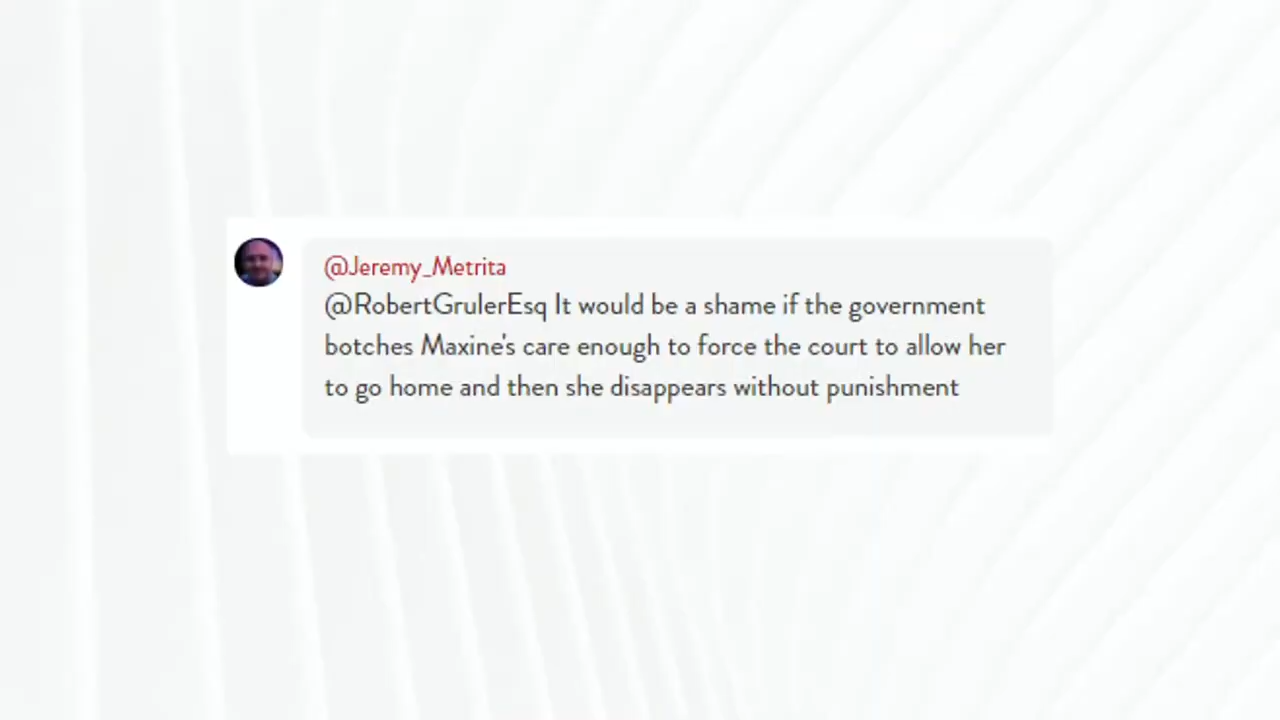 @Jeremy_Metrita
@RobertGrulerEsq It would be a shame if the government
botches Maxine's care enough to force the court to allow her
to go home and then she disappears without punishment